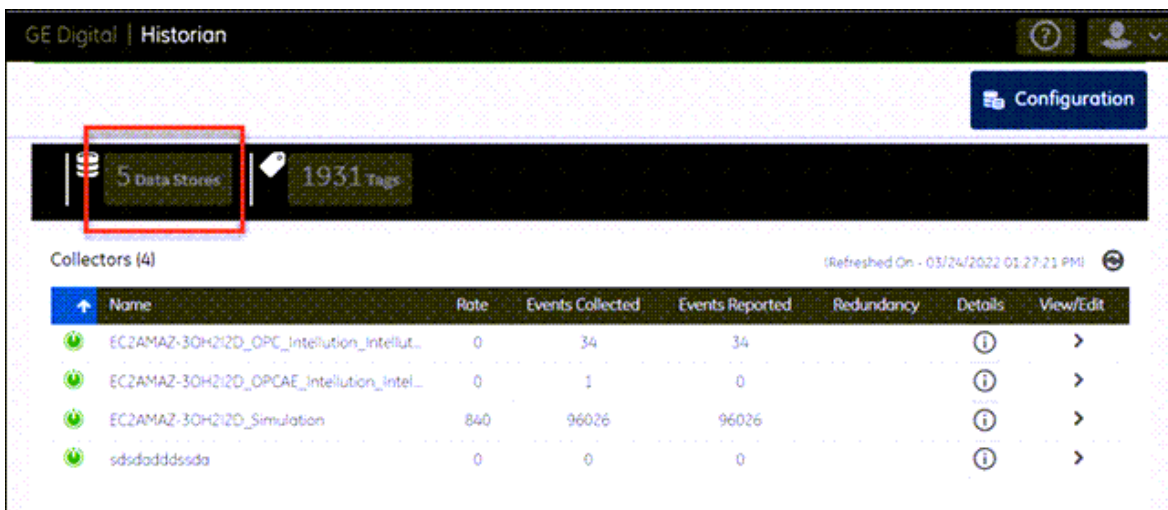 GE Digital | Historian
Configuration
5 Data Stores 1931 Tags
Collectors (4) (Refreshed On - 03/24/2022 01:27:21 PM)
Name Rate Events Collected Events Reported Redundancy Details View/Edit
EC2AMAZ-3OH2I2D_OPC_Intellution_Intellut... 0 34 34
EC2AMAZ-3OH2I2D_OPCAE_Intellution_Intel... 0 1 0
EC2AMAZ-3OH2I2D_Simulation 840 96026 96026
sdsdadddssda 0 0 0